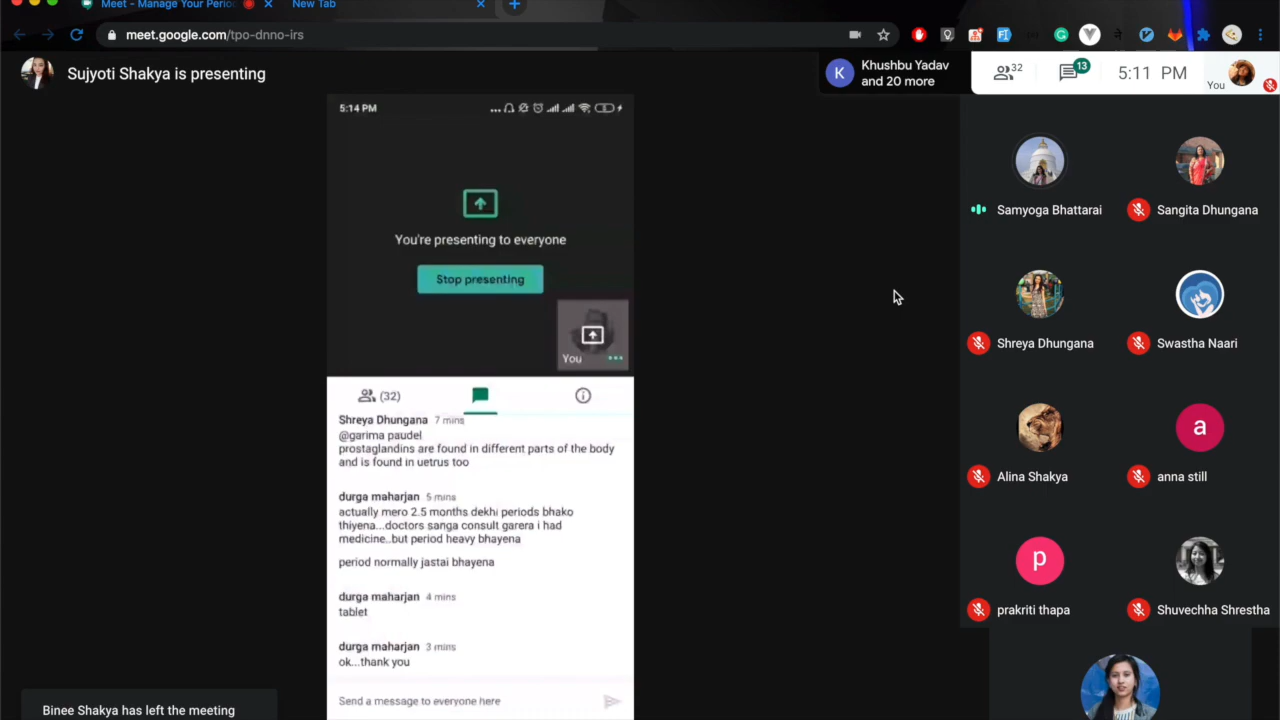 Meet - Manage Your Perio
New Tab
meet.google.com/tpo-dnno-irs
Sujyoti Shakya is presenting
K
Khushbu Yadav
and 20 more
32
13
5:11 PM
You
5:14 PM
You're presenting to everyone
Stop presenting
You
(32)
Shreya Dhungana 7 mins
@garima paudel
prostaglandins are found in different parts of the body
and is found in uetrus too
durga maharjan 5 mins
actually mero 2.5 months dekhi periods bhako
thiyena...doctors sanga consult garera i had
medicine..but period heavy bhayena
period normally jastai bhayena
durga maharjan 4 mins
tablet
durga maharjan 3 mins
ok...thank you
Send a message to everyone here
Samyoga Bhattarai
Sangita Dhungana
Shreya Dhungana
Swastha Naari
Alina Shakya
a
anna still
p
prakriti thapa
Shuvechha Shrestha
Binee Shakya has left the meeting